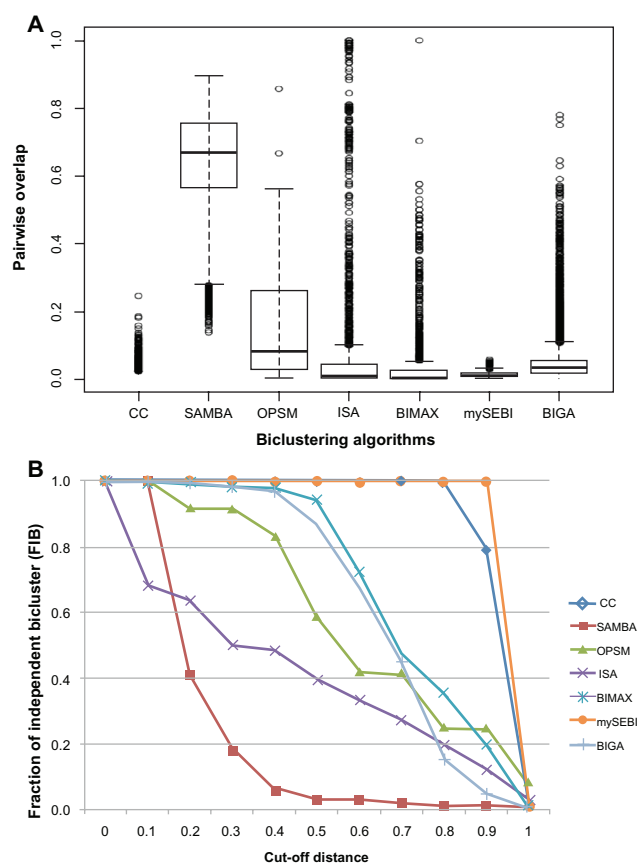 A
Pairwise overlap
1.0
0.8
0.6
0.4
0.2
0.0
CC SAMBA OPSM ISA BIMAX mySEBI BIGA
Biclustering algorithms
B
Fraction of independent bicluster (FIB)
1.0
0.8
0.6
0.4
0.2
0.0
0 0.1 0.2 0.3 0.4 0.5 0.6 0.7 0.8 0.9 1
Cut-off distance
CC
SAMBA
OPSM
ISA
BIMAX
mySEBI
BIGA